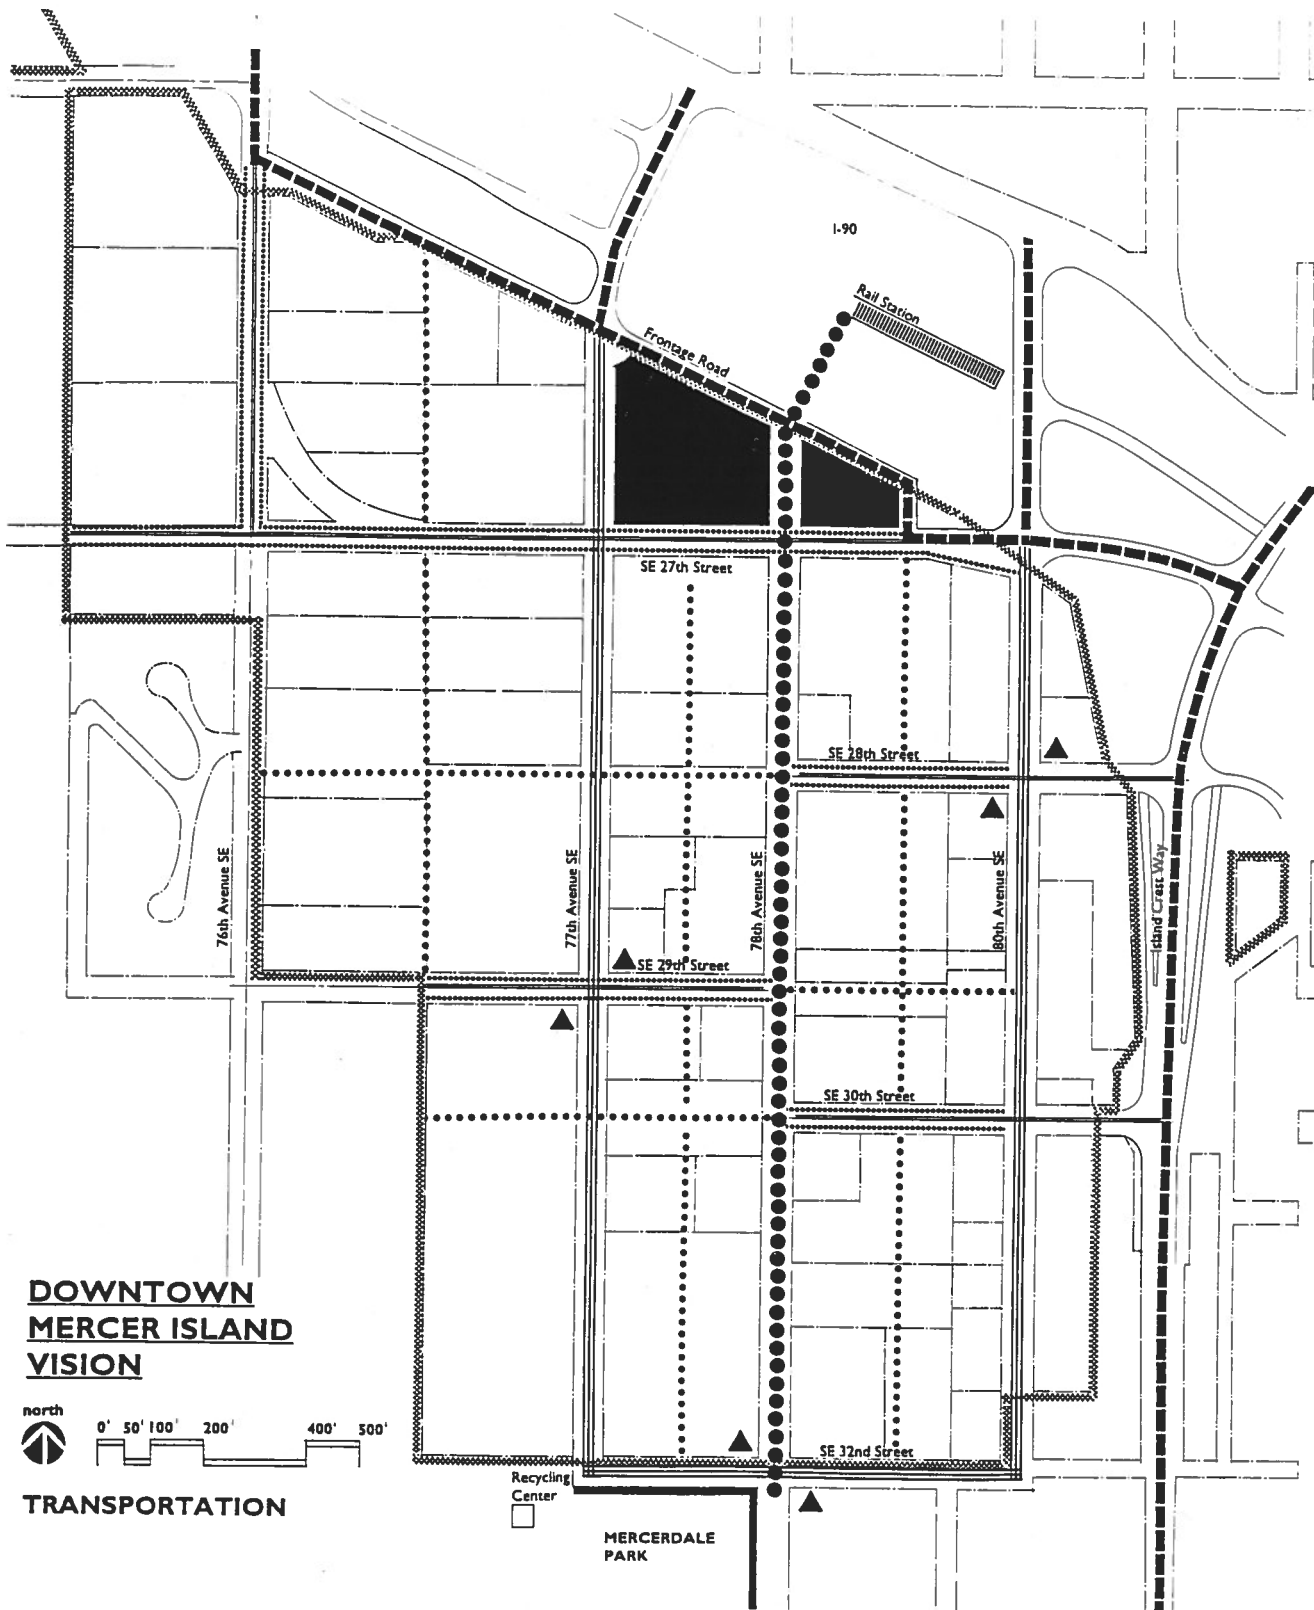 I-90
Rail Station
Frontage Road
SE 27th Street
SE 28th Street
76th Avenue SE
77th Avenue SE
78th Avenue SE
80th Avenue SE
Island Crest Way
SE 29th Street
SE 30th Street
SE 32nd Street
DOWNTOWN
MERCER ISLAND
VISION
north
0' 50' 100' 200' 400' 500'
TRANSPORTATION
Recycling
Center
MERCERDALE
PARK